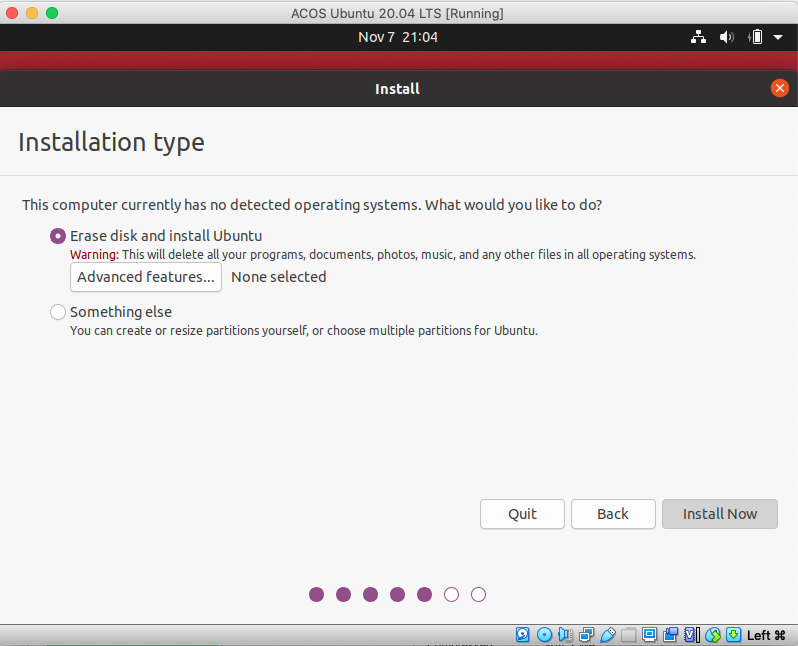 ACOS Ubuntu 20.04 LTS [Running]
Nov 7 21:04
Install
Installation type
This computer currently has no detected operating systems. What would you like to do?
Erase disk and install Ubuntu
Warning: This will delete all your programs, documents, photos, music, and any other files in all operating systems.
Advanced features... None selected
Something else
You can create or resize partitions yourself, or choose multiple partitions for Ubuntu.
Quit Back Install Now
Left ⌘